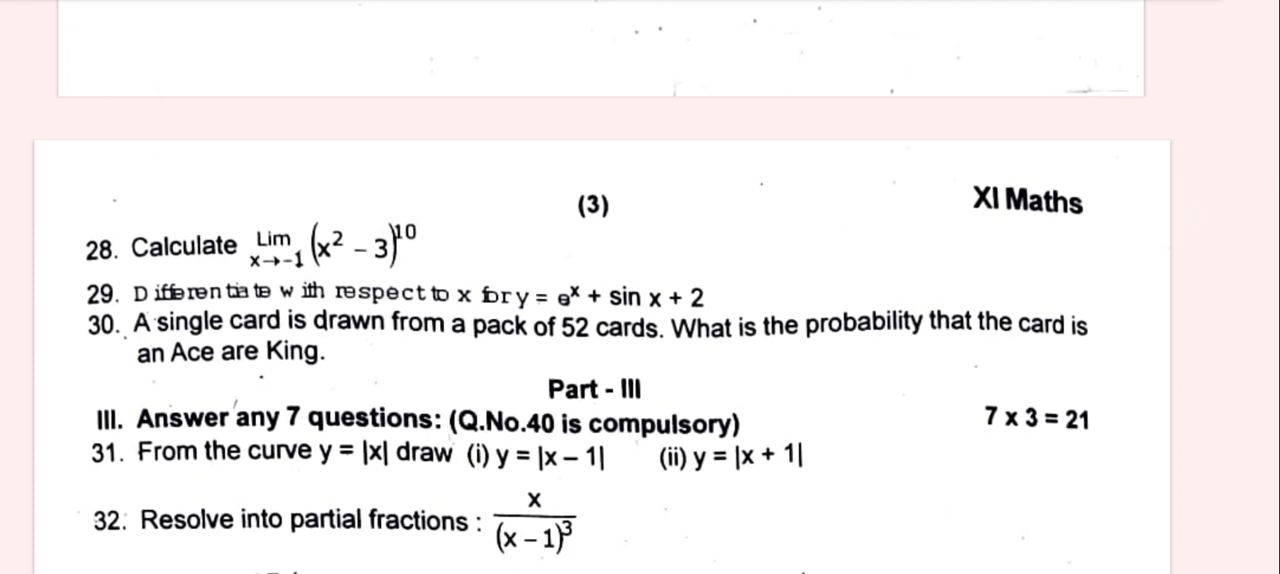 (3)
XI Maths
28. Calculate Lim x→-1 (x² – 3)¹⁰
29. Differentiate with respect to x for y = eˣ + sin x + 2
30. A single card is drawn from a pack of 52 cards. What is the probability that the card is
an Ace are King.
Part - III
III. Answer any 7 questions: (Q.No.40 is compulsory) 7 x 3 = 21
31. From the curve y = |x| draw (i) y = |x – 1| (ii) y = |x + 1|
32. Resolve into partial fractions : x / (x – 1)³